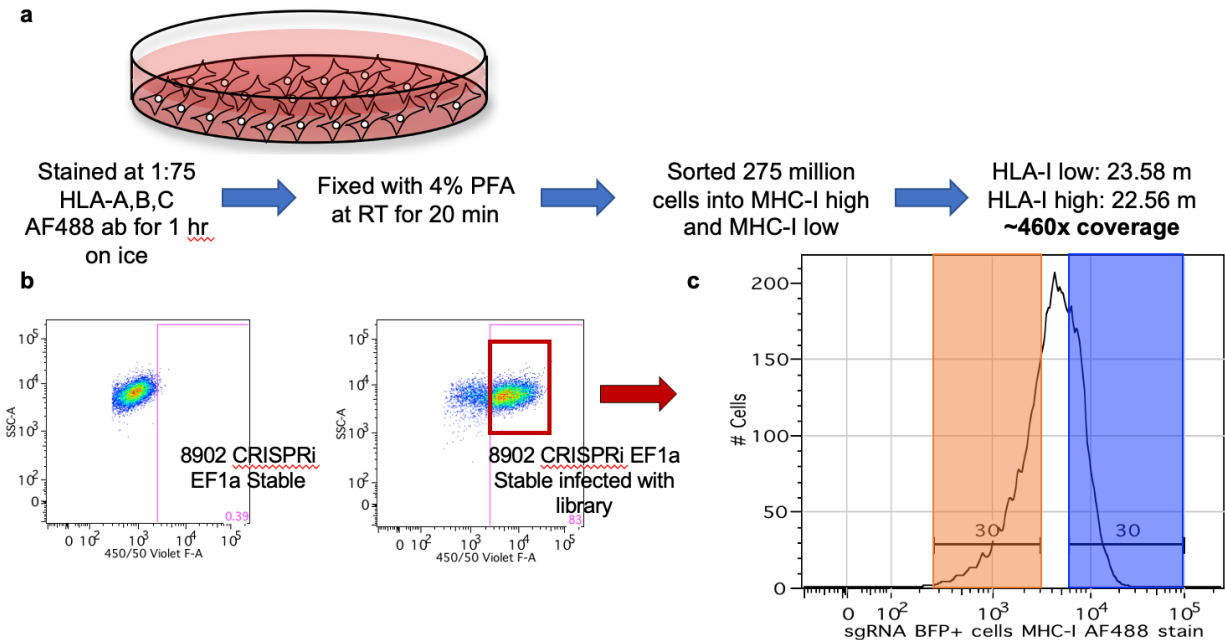 a
Stained at 1:75
HLA-A,B,C
AF488 ab for 1 hr
on ice
Fixed with 4% PFA
at RT for 20 min
Sorted 275 million
cells into MHC-I high
and MHC-I low
HLA-I low: 23.58 m
HLA-I high: 22.56 m
~460x coverage
b
10^5
10^4
10^3
10^2
0
SSC-A
8902 CRISPRi
EF1a Stable
0.39
0 10^2 10^3 10^4 10^5
450/50 Violet F-A
10^5
10^4
10^3
10^2
0
SSC-A
8902 CRISPRi EF1a
Stable infected with
library
83
0 10^2 10^3 10^4 10^5
450/50 Violet F-A
c
200
150
100
50
0
# Cells
30
30
0 10^2 10^3 10^4 10^5
sgRNA BFP+ cells MHC-I AF488 stain